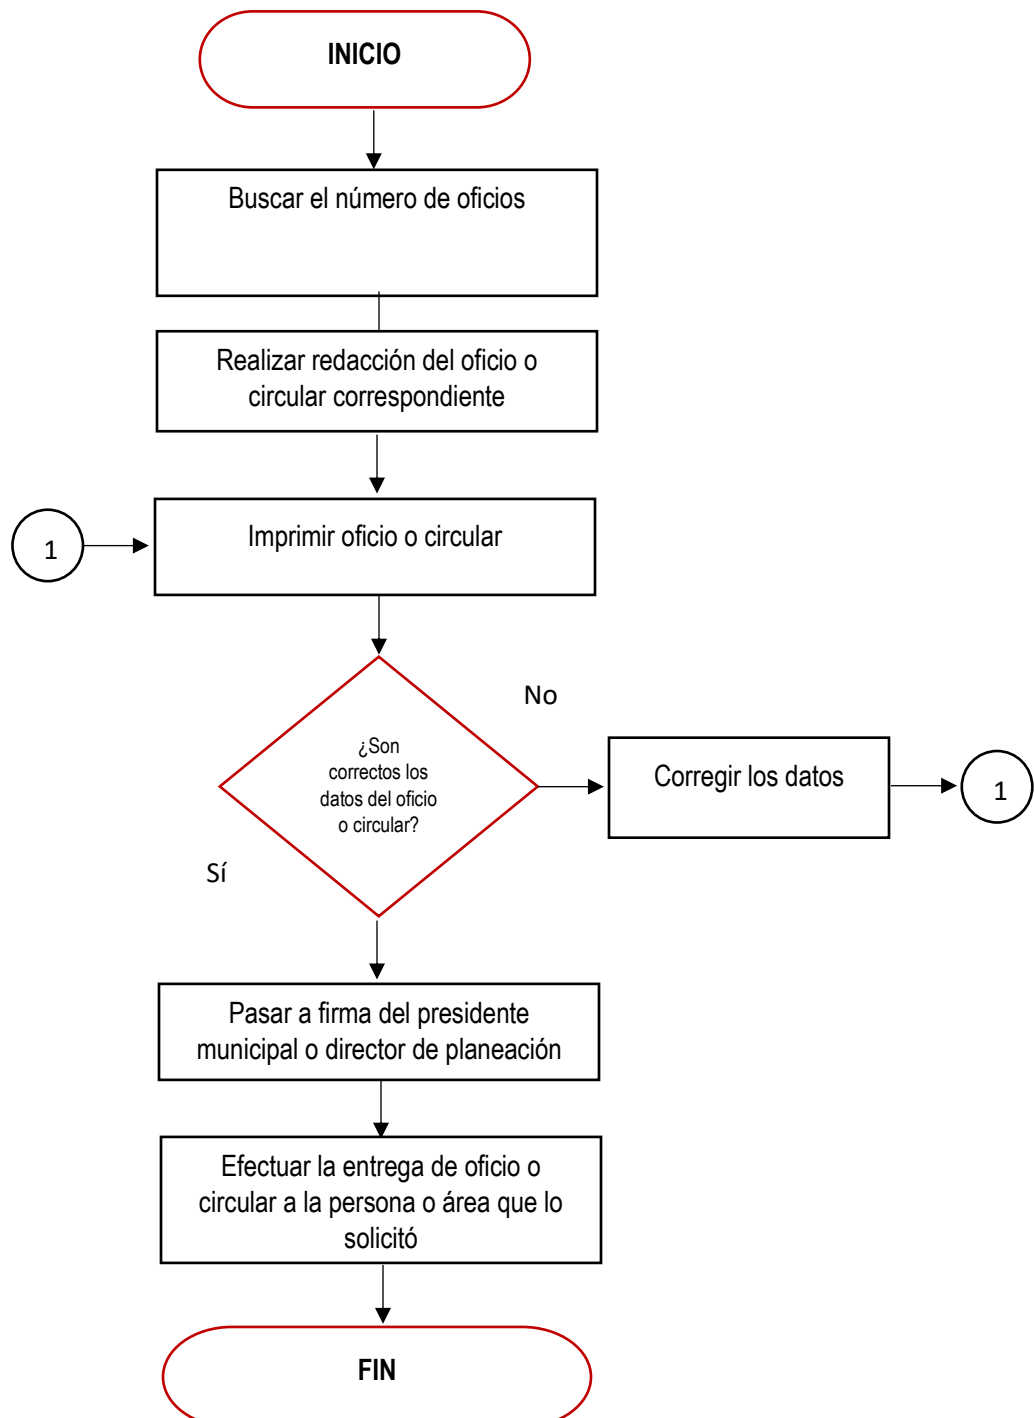 INICIO
Buscar el número de oficios
Realizar redacción del oficio o
circular correspondiente
1
Imprimir oficio o circular
No
¿Son
correctos los
datos del oficio
o circular?
Corregir los datos
1
Sí
Pasar a firma del presidente
municipal o director de planeación
Efectuar la entrega de oficio o
circular a la persona o área que lo
solicitó
FIN